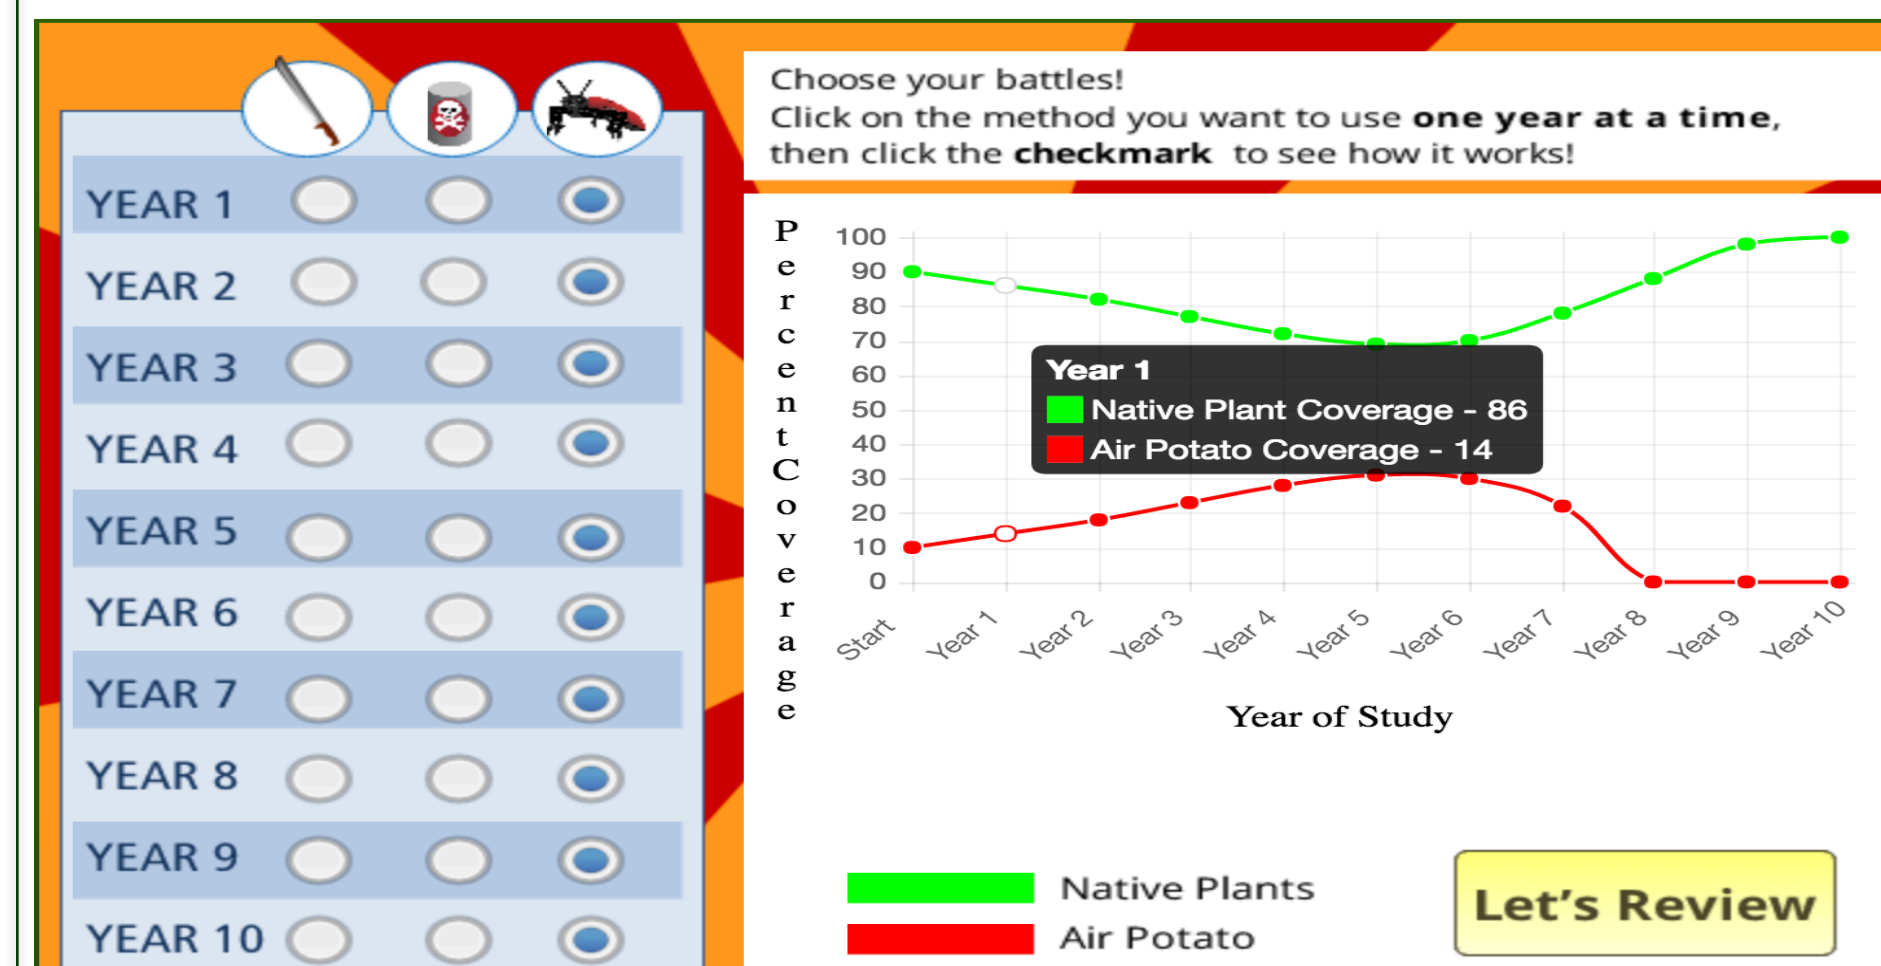 YEAR 1
YEAR 2
YEAR 3
YEAR 4
YEAR 5
YEAR 6
YEAR 7
YEAR 8
YEAR 9
YEAR 10
Choose your battles!
Click on the method you want to use one year at a time,
then click the checkmark to see how it works!
Percent Coverage
100
90
80
70
60
50
40
30
20
10
0
Year 1
Native Plant Coverage - 86
Air Potato Coverage - 14
Start
Year 1
Year 2
Year 3
Year 4
Year 5
Year 6
Year 7
Year 8
Year 9
Year 10
Year of Study
Native Plants
Air Potato
Let's Review